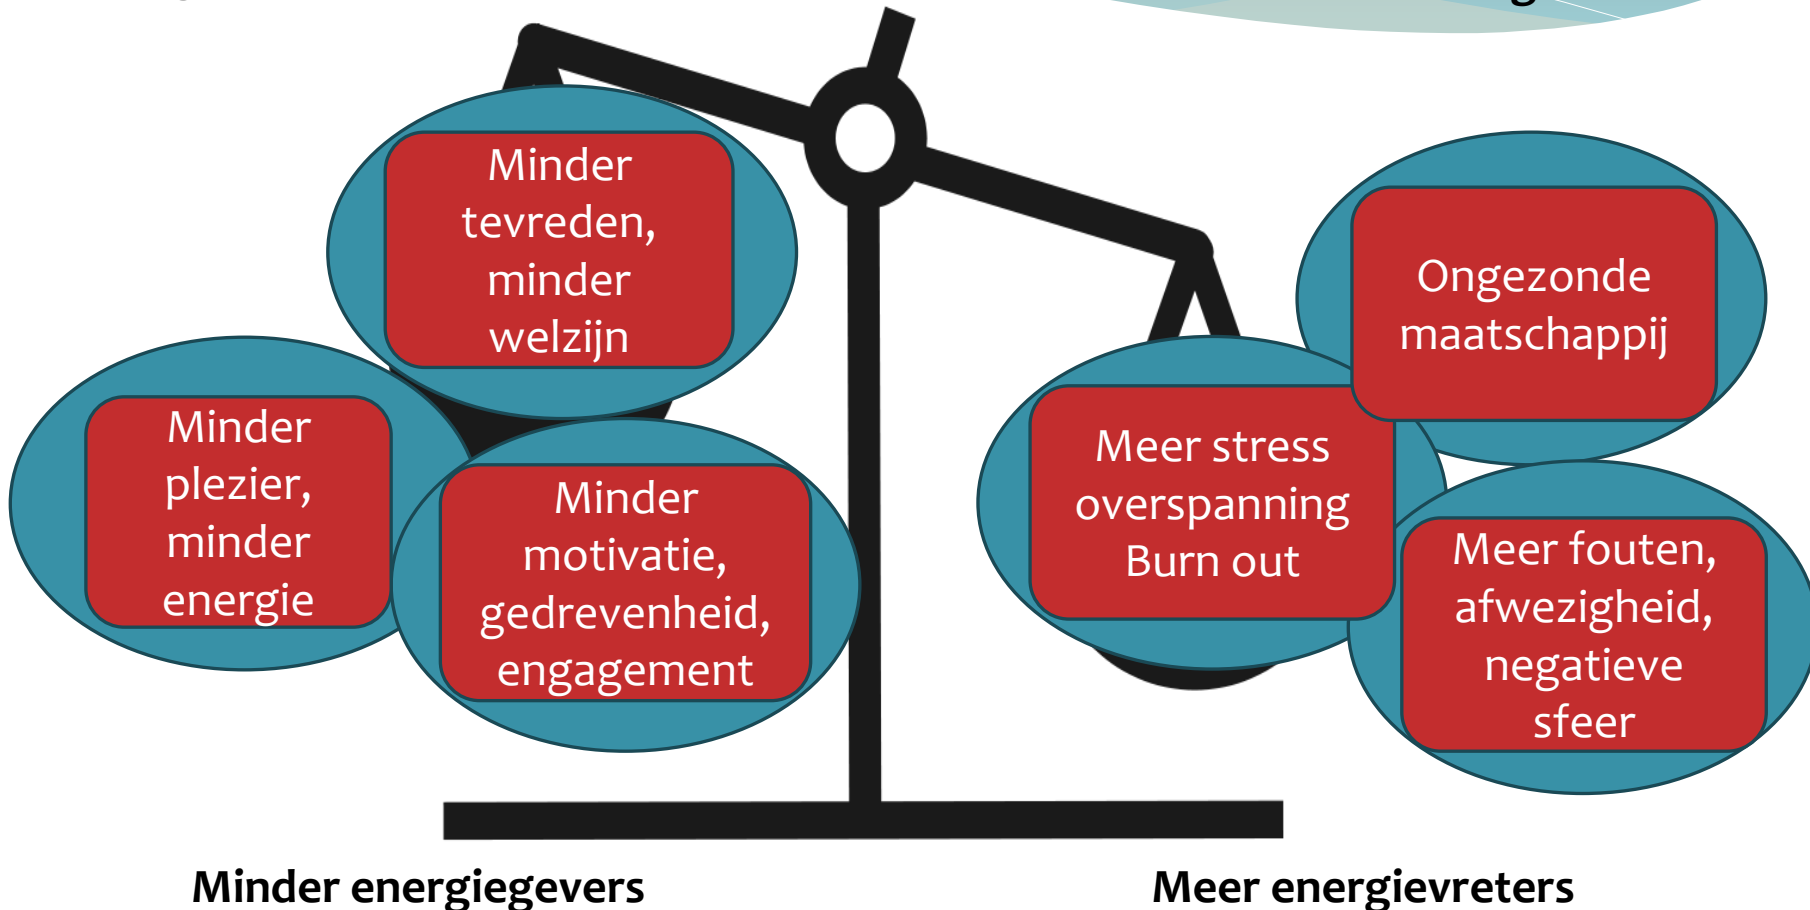 Minder
tevreden,
minder
welzijn
Minder
plezier,
minder
energie
Minder
motivatie,
gedrevenheid,
engagement
Ongezonde
maatschappij
Meer stress
overspanning
Burn out
Meer fouten,
afwezigheid,
negatieve
sfeer
Minder energiegevers
Meer energievreters